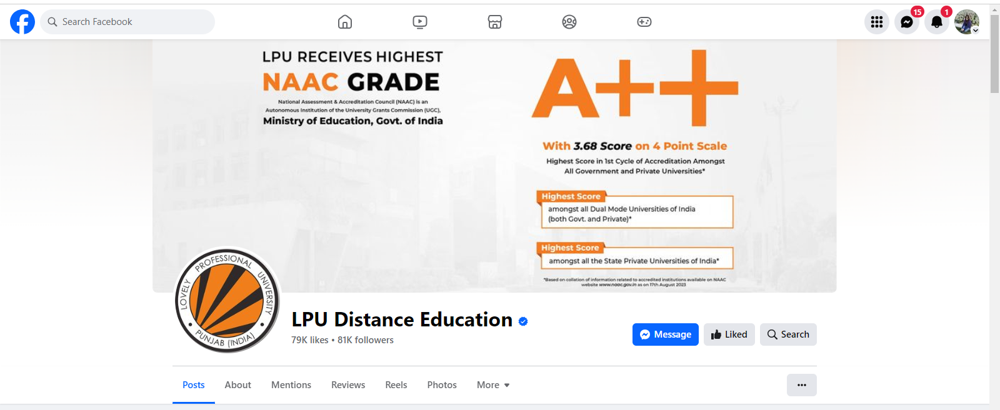 Search Facebook
15
1
LPU RECEIVES HIGHEST
NAAC GRADE
National Assessment & Accreditation Council (NAAC) is an
Autonomous Institution of the University Grants Commission (UGC),
Ministry of Education, Govt. of India
A++
With 3.68 Score on 4 Point Scale
Highest Score in 1st Cycle of Accreditation Amongst
All Government and Private Universities*
Highest Score
amongst all Dual Mode Universities of India
(both Govt. and Private)*
Highest Score
amongst all the State Private Universities of India*
*Based on collation of information related to accredited institutions available on NAAC
website www.naac.gov.in as on 17th August 2023
LOVELY PROFESSIONAL UNIVERSITY
PUNJAB (INDIA)
LPU Distance Education
79K likes • 81K followers
Message
Liked
Search
Posts
About
Mentions
Reviews
Reels
Photos
More